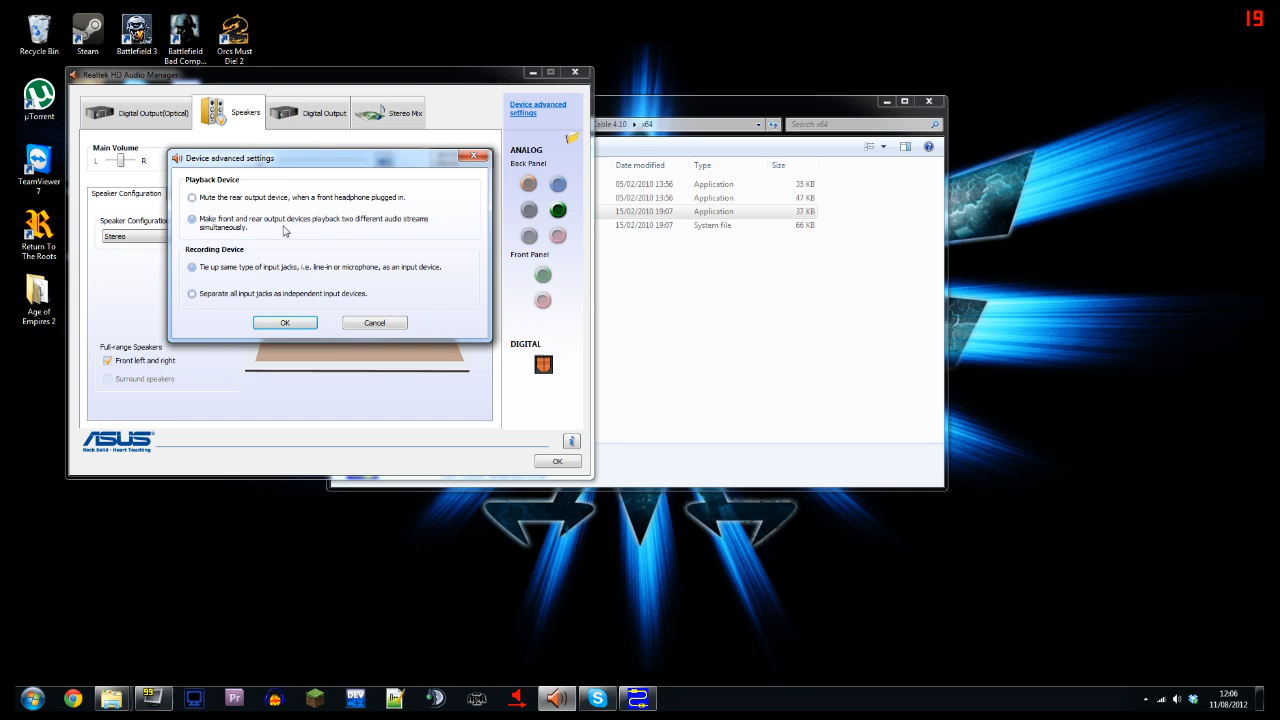 19
Recycle Bin
Steam
Battlefield 3
Battlefield
Bad Comp...
Orcs Must
Die! 2
µTorrent
TeamViewer
7
Return To
The Roots
Age of
Empires 2
Realtek HD Audio Manager
Digital Output(Optical)
Speakers
Digital Output
Stereo Mix
Device advanced
settings
Main Volume
L
R
Speaker Configuration
Speaker Configuratio
Stereo
Device advanced settings
Playback Device
Mute the rear output device, when a front headphone plugged in.
Make front and rear output devices playback two different audio streams
simultaneously.
Recording Device
Tie up same type of input jacks, i.e. line-in or microphone, as an input device.
Separate all input jacks as independent input devices.
OK
Cancel
Full-range Speakers
Front left and right
Surround speakers
ANALOG
Back Panel
Front Panel
DIGITAL
ASUS
Rock Solid - Heart Touching
i
OK
able 4.10
x64
Search x64
Date modified
Type
Size
05/02/2010 13:56
Application
35 KB
05/02/2010 13:56
Application
47 KB
15/02/2010 19:07
Application
37 KB
15/02/2010 19:07
System file
66 KB
99
Pr
DEV
12:06
11/08/2012